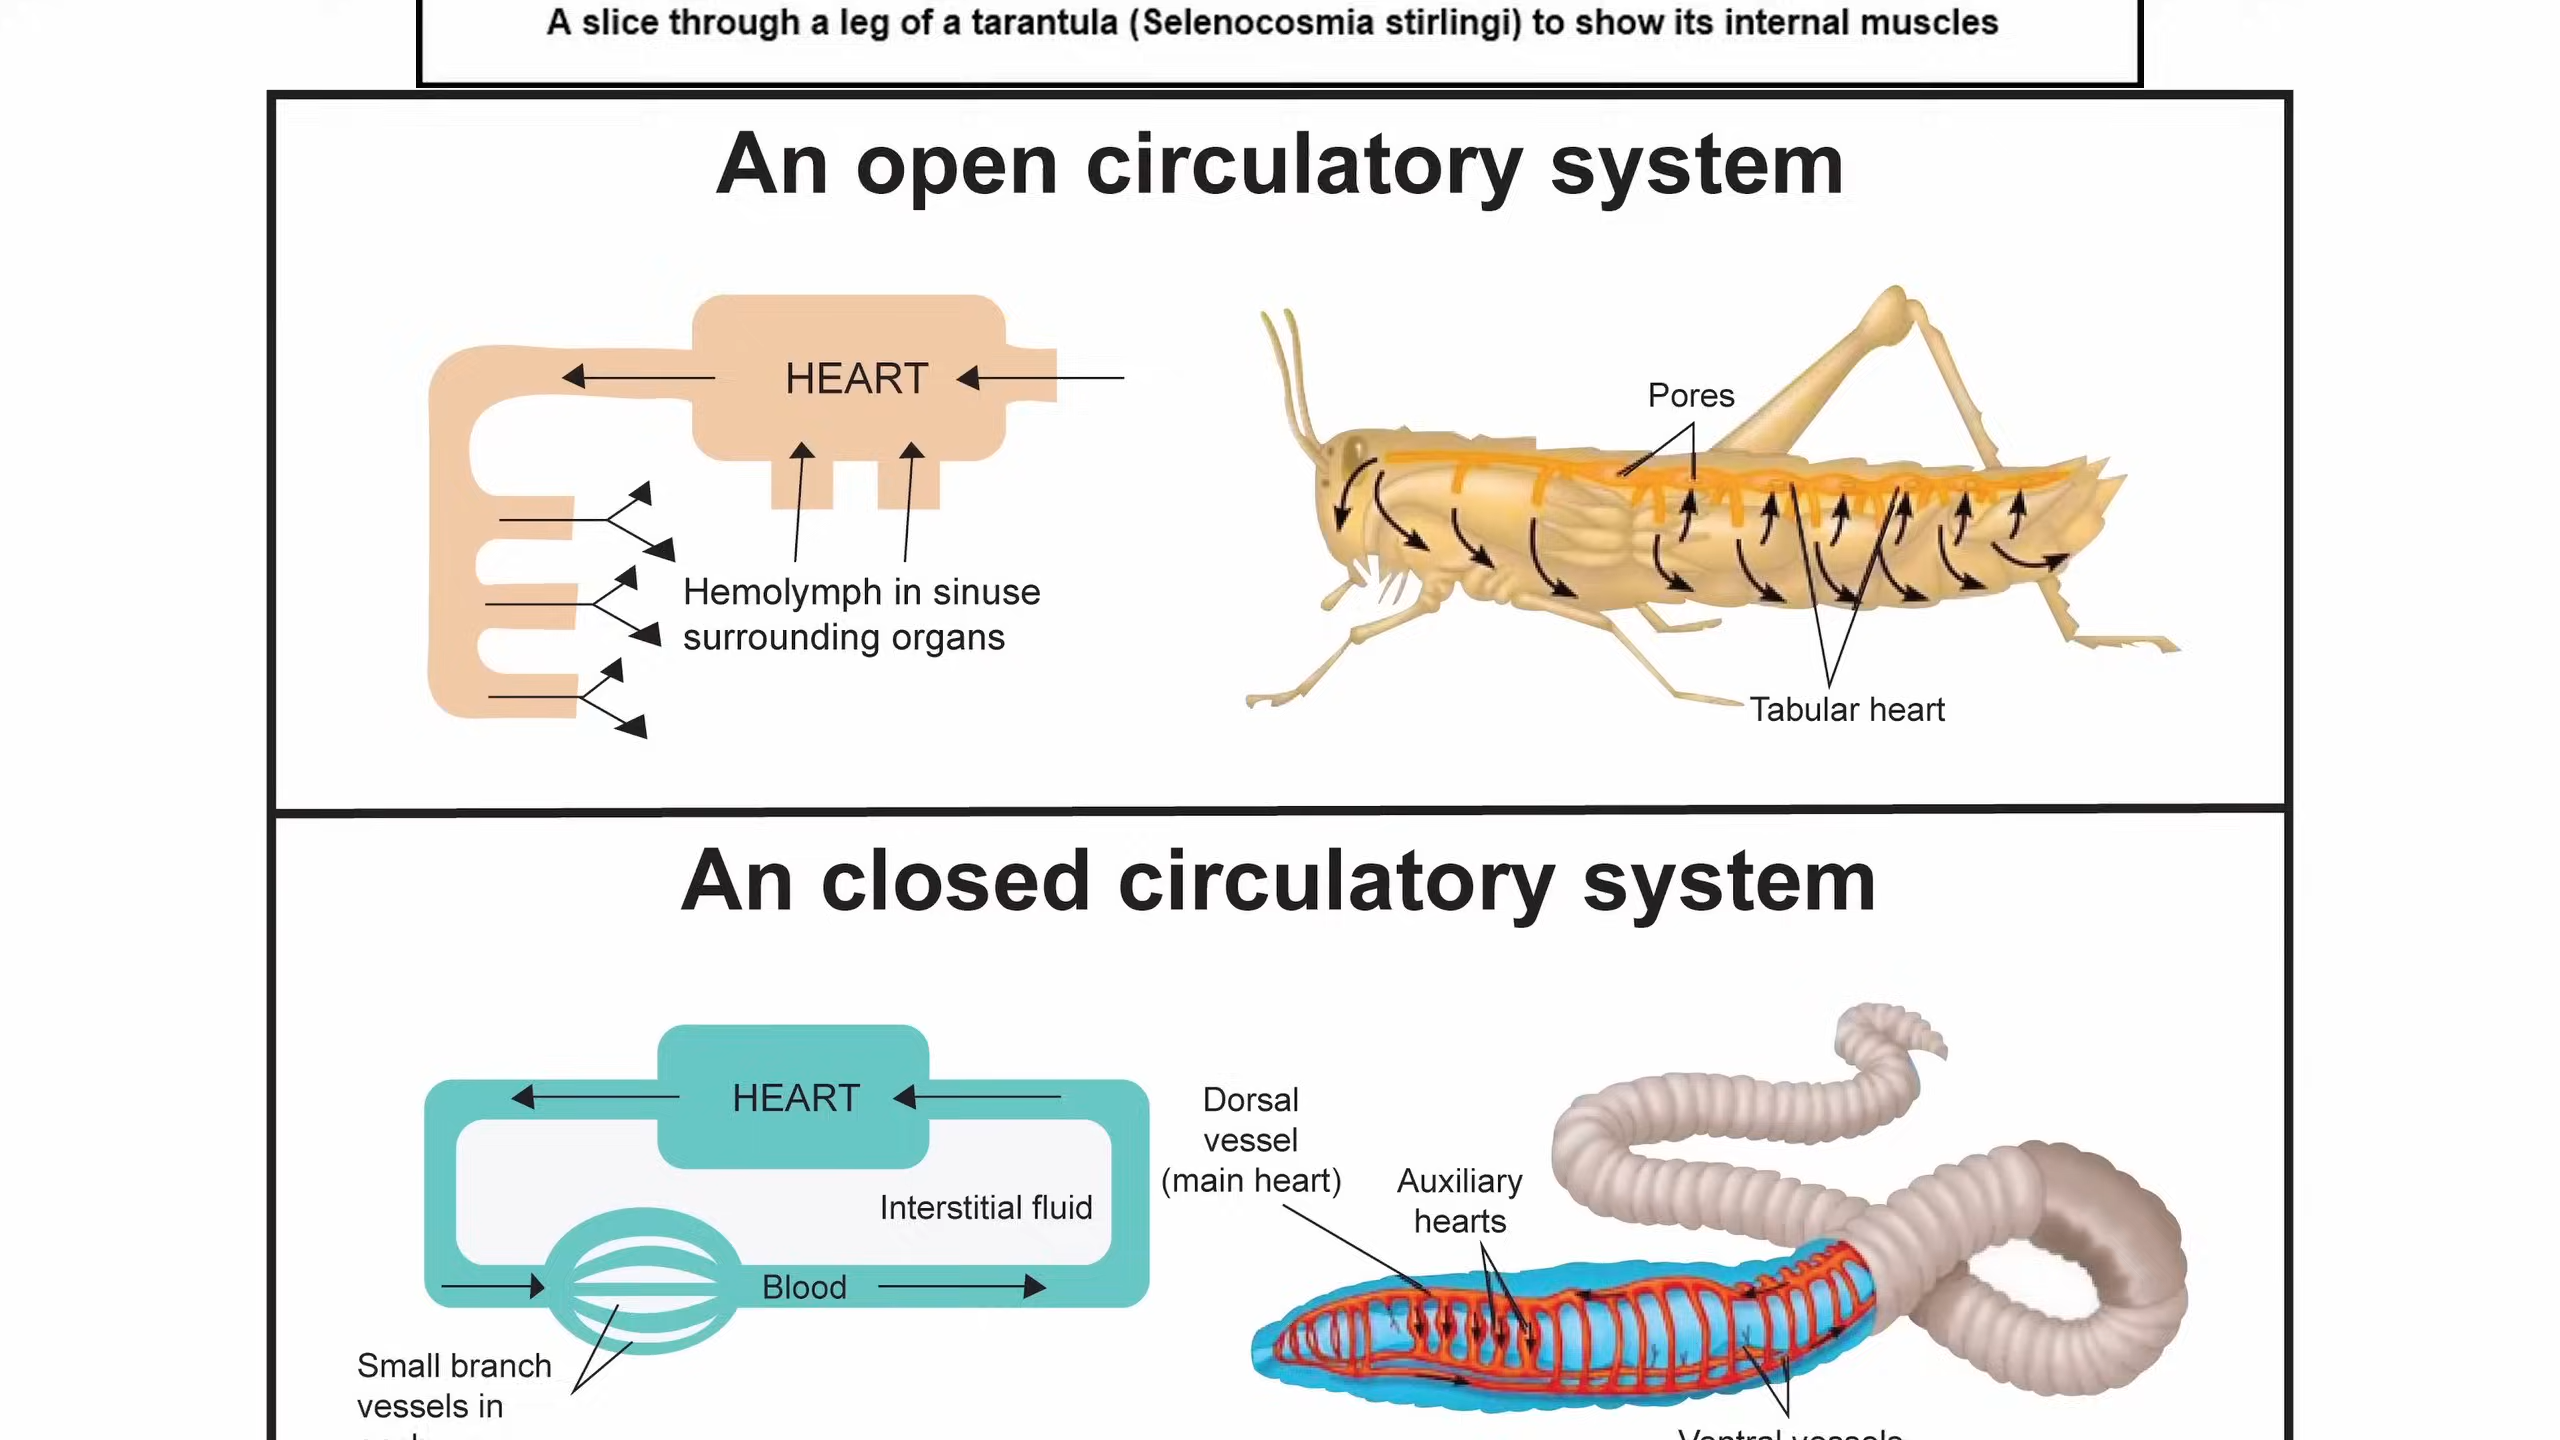 A slice through a leg of a tarantula (Selenocosmia stirlingi) to show its internal muscles
An open circulatory system
HEART
Pores
Hemolymph in sinuse
surrounding organs
Tabular heart
An closed circulatory system
HEART
Dorsal
vessel
(main heart)
Auxiliary
hearts
Interstitial fluid
Blood
Small branch
vessels in
Ventral vessels